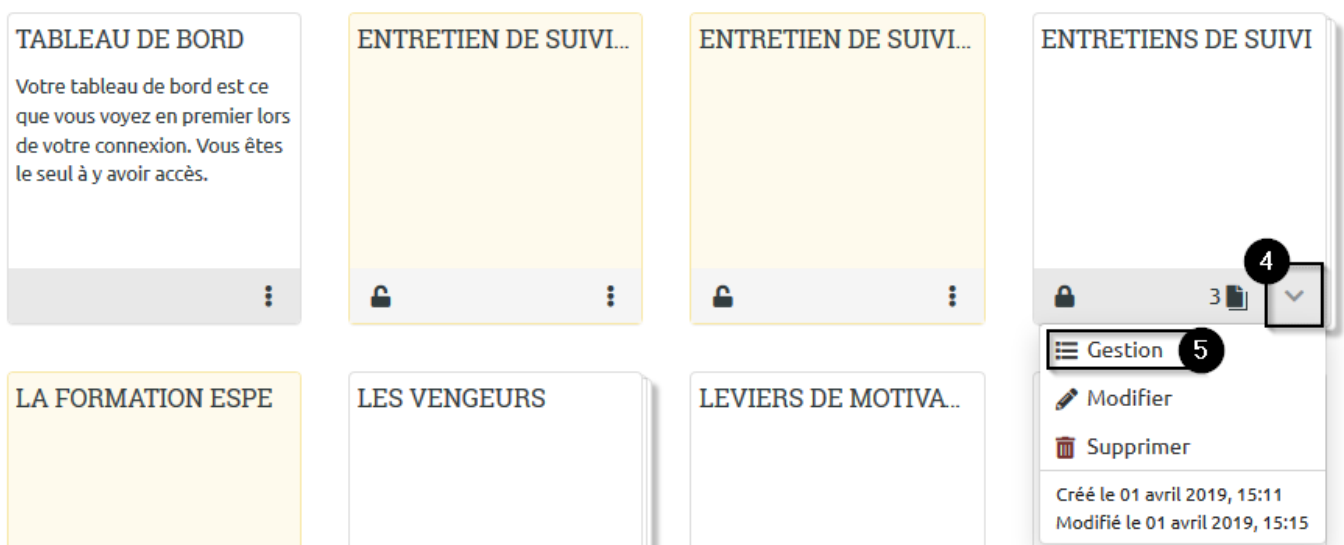 TABLEAU DE BORD
Votre tableau de bord est ce
que vous voyez en premier lors
de votre connexion. Vous êtes
le seul à y avoir accès.
ENTRETIEN DE SUIVI...
ENTRETIEN DE SUIVI...
ENTRETIENS DE SUIVI
4
3
Gestion 5
Modifier
Supprimer
Créé le 01 avril 2019, 15:11
Modifié le 01 avril 2019, 15:15
LA FORMATION ESPE
LES VENGEURS
LEVIERS DE MOTIVA...